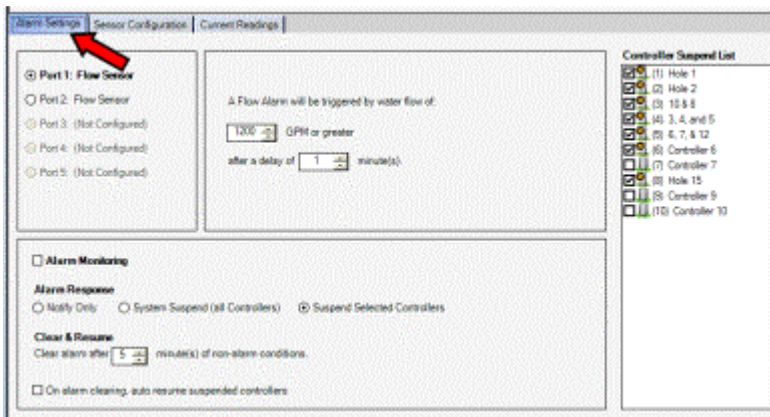 Alarm Settings Sensor Configuration Current Readings
Port 1: Flow Sensor
Port 2: Flow Sensor
Port 3: (Not Configured)
Port 4: (Not Configured)
Port 5: (Not Configured)
A Flow Alarm will be triggered by water flow of:
1200 GPM or greater
after a delay of 1 minute(s).
Controller Suspend List
(1) Hole 1
(2) Hole 2
(3) 10 & 8
(4) 3, 4, and 5
(5) 6, 7, & 12
(6) Controller 6
(7) Controller 7
(8) Hole 15
(9) Controller 9
(10) Controller 10
Alarm Monitoring
Alarm Response
Notify Only System Suspend (all Controllers) Suspend Selected Controllers
Clear & Resume
Clear alarm after 5 minute(s) of non-alarm conditions.
On alarm clearing, auto resume suspended controllers